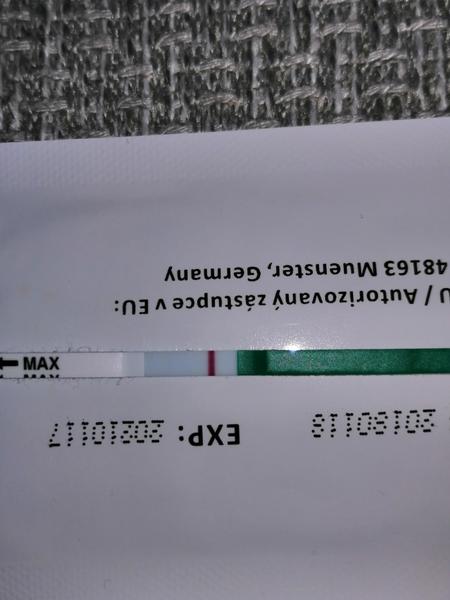 20180118 EXP: 20210117
MAX
U / Autorizovaný zástupce v EU:
48163 Muenster, Germany